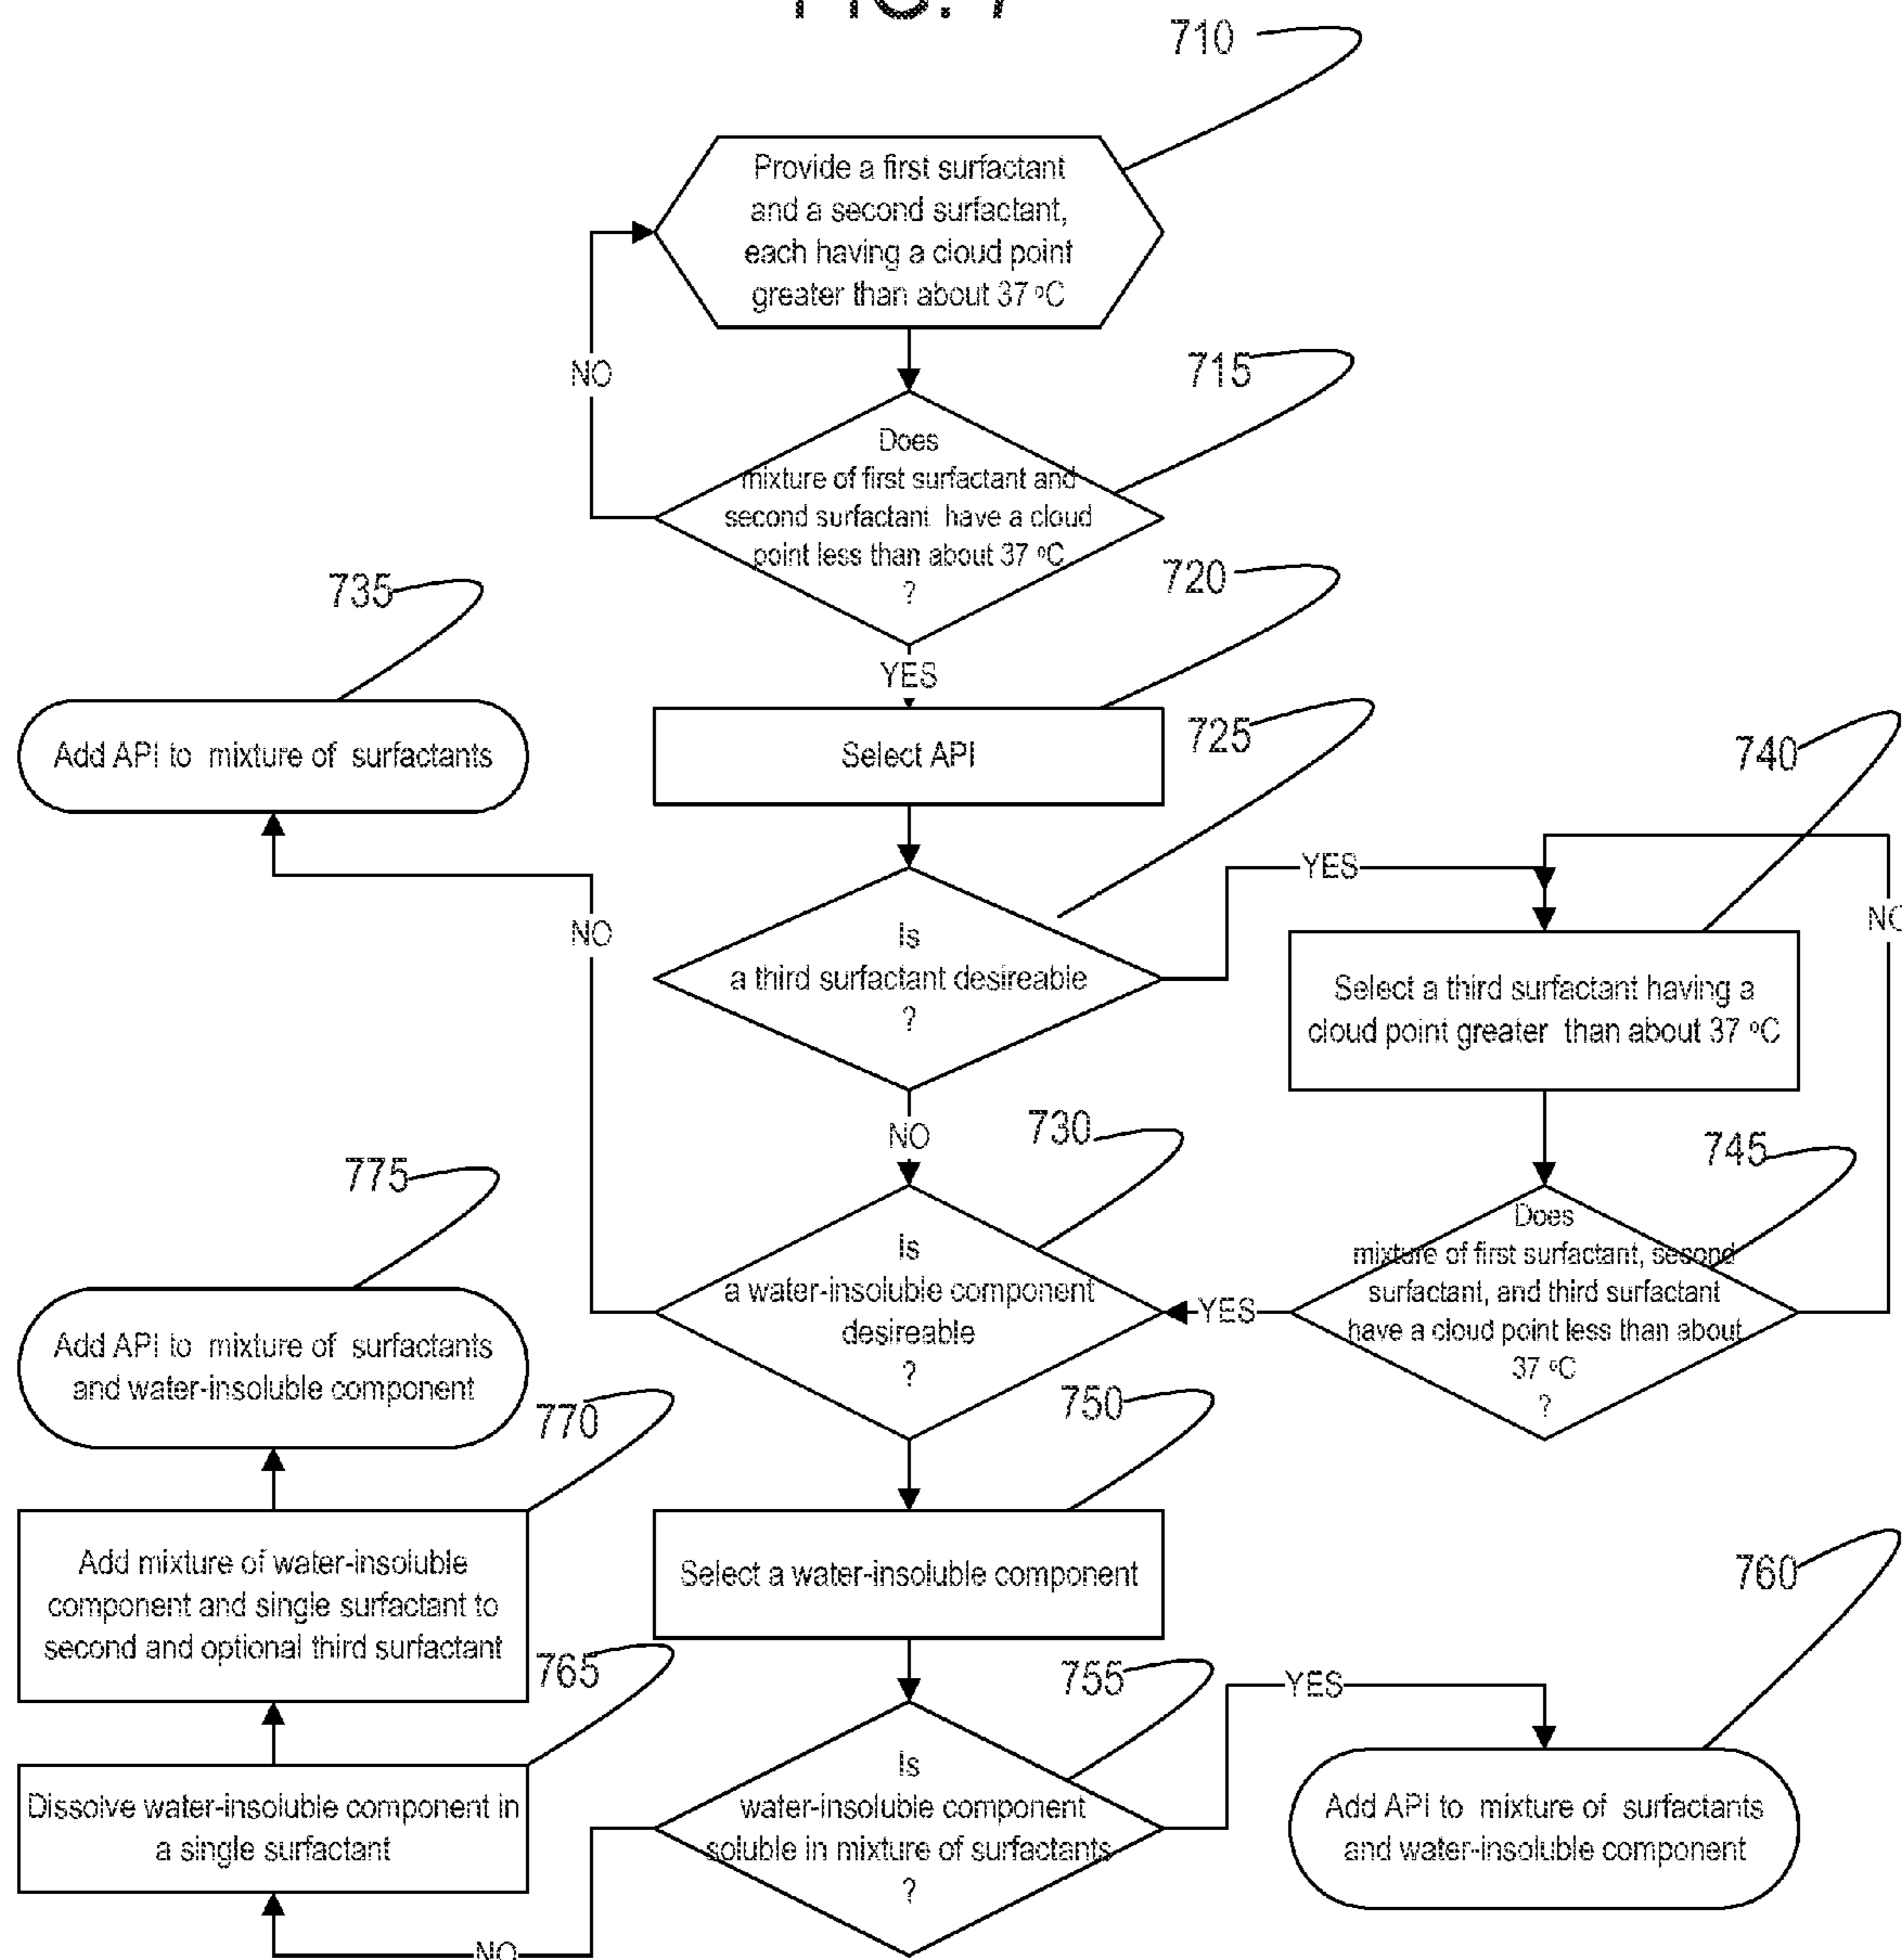 FIG. 7
710
Provide a first surfactant
and a second surfactant,
each having a cloud point
greater than about 37 ºC
NO
715
Does
mixture of first surfactant and
second surfactant have a cloud
point less than about 37 ºC
?
720
735
YES
Add API to mixture of surfactants
Select API
725
740
YES
NO
NO
Is
a third surfactant desireable
?
Select a third surfactant having a
cloud point greater than about 37 ºC
NO
730
745
775
Is
a water-insoluble component
desireable
?
YES
Does
mixture of first surfactant, second
surfactant, and third surfactant
have a cloud point less than about
37 ºC
?
Add API to mixture of surfactants
and water-insoluble component
770
750
Add mixture of water-insoluble
component and single surfactant to
second and optional third surfactant
Select a water-insoluble component
760
765
755
YES
Dissolve water-insoluble component in
a single surfactant
Is
water-insoluble component
soluble in mixture of surfactants
?
Add API to mixture of surfactants
and water-insoluble component
NO